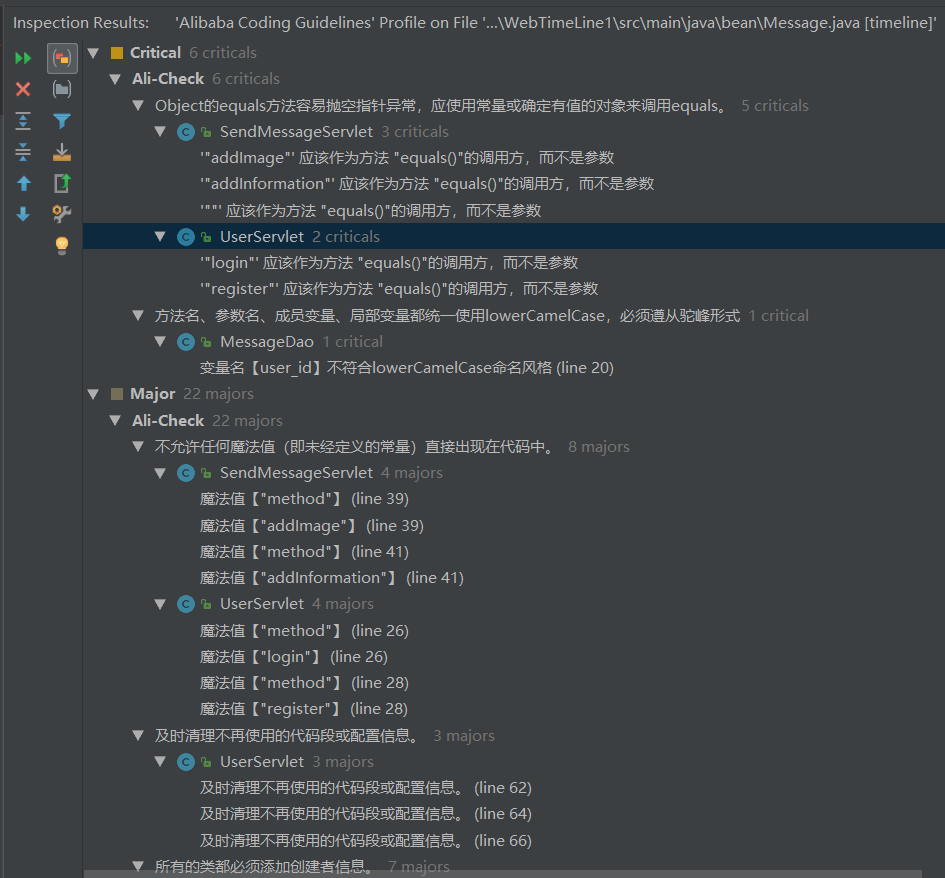 Inspection Results: 'Alibaba Coding Guidelines' Profile on File '...\WebTimeLine1\src\main\java\bean\Message.java [timeline]'
Critical 6 criticals
Ali-Check 6 criticals
Object的equals方法容易抛空指针异常，应使用常量或确定有值的对象来调用equals。 5 criticals
C SendMessageServlet 3 criticals
'"addImage"' 应该作为方法 "equals()"的调用方，而不是参数
'"addInformation"' 应该作为方法 "equals()"的调用方，而不是参数
'""' 应该作为方法 "equals()"的调用方，而不是参数
C UserServlet 2 criticals
'"login"' 应该作为方法 "equals()"的调用方，而不是参数
'"register"' 应该作为方法 "equals()"的调用方，而不是参数
方法名、参数名、成员变量、局部变量都统一使用lowerCamelCase，必须遵从驼峰形式 1 critical
C MessageDao 1 critical
变量名【user_id】不符合lowerCamelCase命名风格 (line 20)
Major 22 majors
Ali-Check 22 majors
不允许任何魔法值（即未经定义的常量）直接出现在代码中。 8 majors
C SendMessageServlet 4 majors
魔法值【"method"】 (line 39)
魔法值【"addImage"】 (line 39)
魔法值【"method"】 (line 41)
魔法值【"addInformation"】 (line 41)
C UserServlet 4 majors
魔法值【"method"】 (line 26)
魔法值【"login"】 (line 26)
魔法值【"method"】 (line 28)
魔法值【"register"】 (line 28)
及时清理不再使用的代码段或配置信息。 3 majors
C UserServlet 3 majors
及时清理不再使用的代码段或配置信息。 (line 62)
及时清理不再使用的代码段或配置信息。 (line 64)
及时清理不再使用的代码段或配置信息。 (line 66)
所有的类都必须添加创建者信息。 7 majors